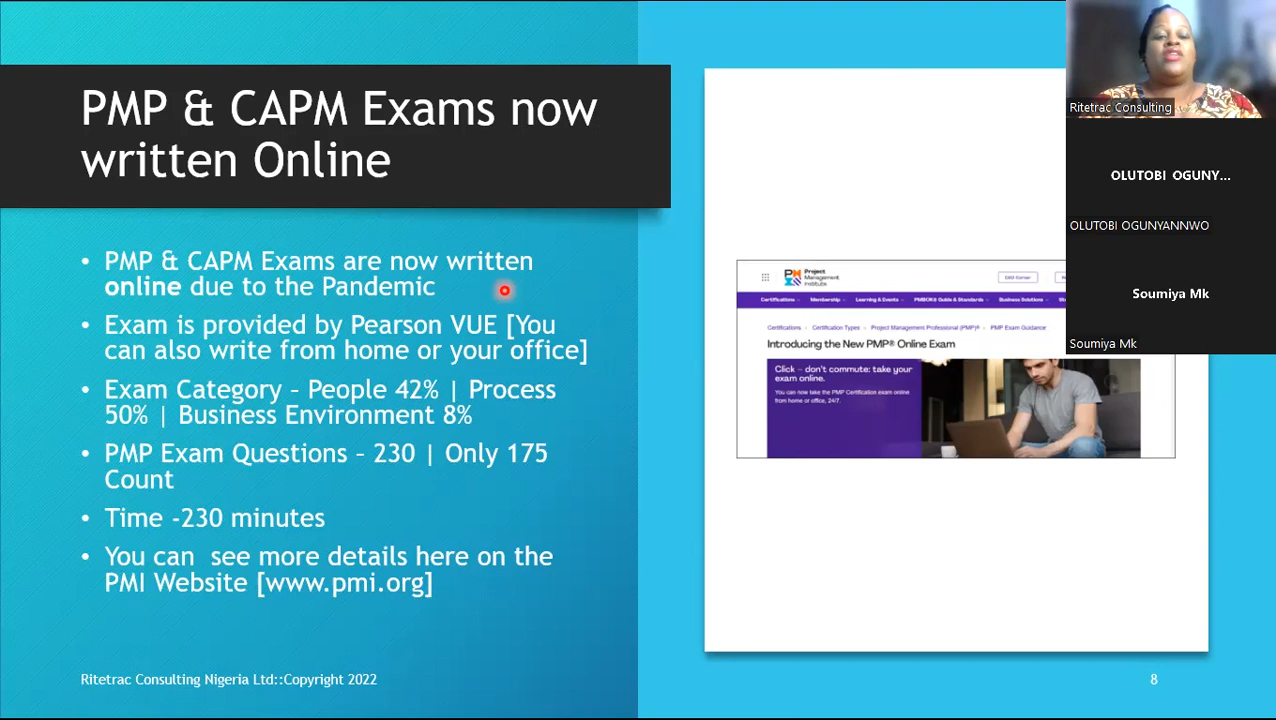 PMP & CAPM Exams now
written Online
• PMP & CAPM Exams are now written
online due to the Pandemic
• Exam is provided by Pearson VUE [You
can also write from home or your office]
• Exam Category – People 42% | Process
50% | Business Environment 8%
• PMP Exam Questions – 230 | Only 175
Count
• Time -230 minutes
• You can see more details here on the
PMI Website [www.pmi.org]
Ritetrac Consulting Nigeria Ltd::Copyright 2022
Project
Management
Institute
Certifications
Membership
Learning & Events
PMBOK® Guide & Standards
Business Solutions
Certifications
Certification Types
Project Management Professional (PMP)®
PMP Exam Guidance
Introducing the New PMP® Online Exam
Click – don't commute: take your
exam online.
You can now take the PMP Certification exam online
from home or office, 24/7.
8
Ritetrac Consulting
OLUTOBI OGUNY...
OLUTOBI OGUNYANNWO
Soumiya Mk
Soumiya Mk